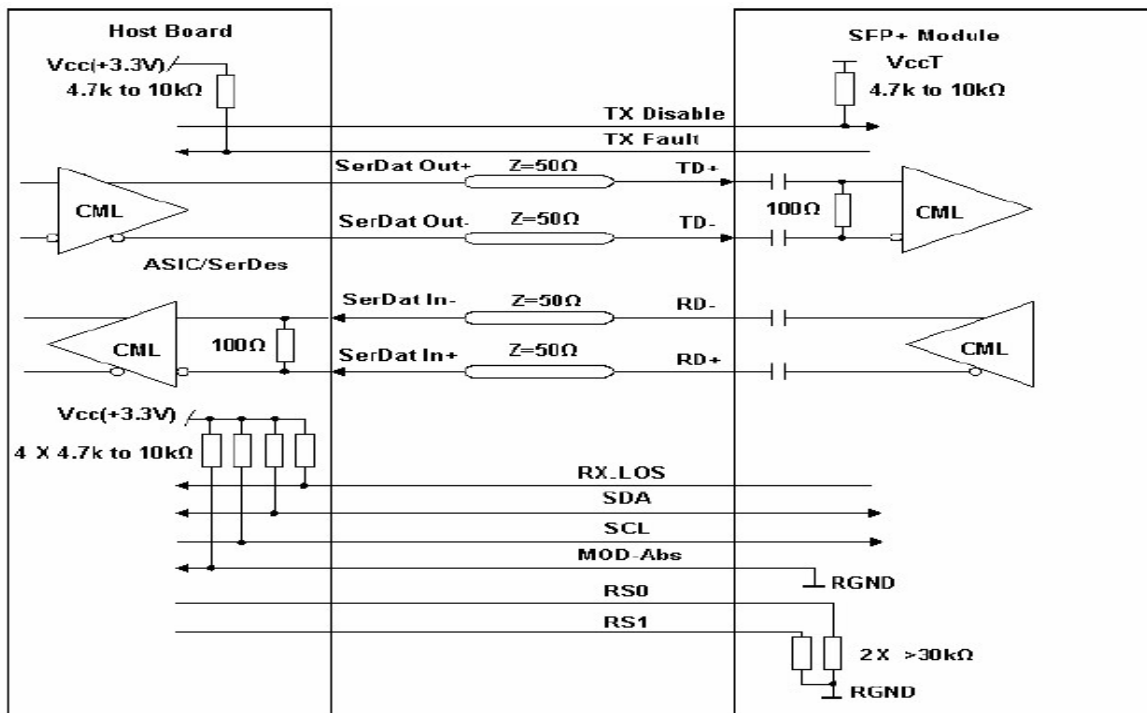 Host Board
SFP+ Module
Vcc(+3.3V)
4.7k to 10kΩ
VccT
4.7k to 10kΩ
TX Disable
TX Fault
SerDat Out+
Z=50Ω
TD+
CML
100Ω
CML
SerDat Out-
Z=50Ω
TD-
ASIC/SerDes
SerDat In-
Z=50Ω
RD-
CML
100Ω
CML
SerDat In+
Z=50Ω
RD+
Vcc(+3.3V)
4 X 4.7k to 10kΩ
RX_LOS
SDA
SCL
MOD-Abs
RGND
RS0
RS1
2X >30kΩ
RGND